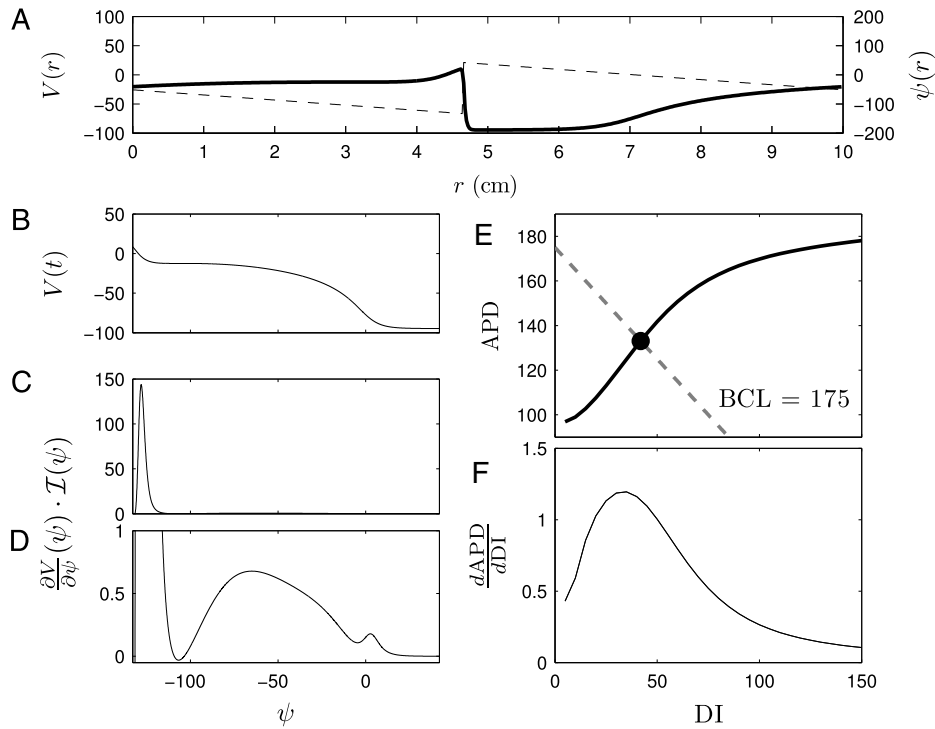 A
V(r)
100
50
0
−50
−100
200
100
0
−100
−200
ψ(r)
0 1 2 3 4 5 6 7 8 9 10
r (cm)
B
V(t)
50
0
−50
−100
C
150
100
50
0
∂V/∂ψ(ψ) · ℐ(ψ)
D
1
0.5
0
−100 −50 0
ψ
E
APD
180
160
140
120
100
BCL = 175
F
dAPD/dDI
1.5
1
0.5
0
0 50 100 150
DI